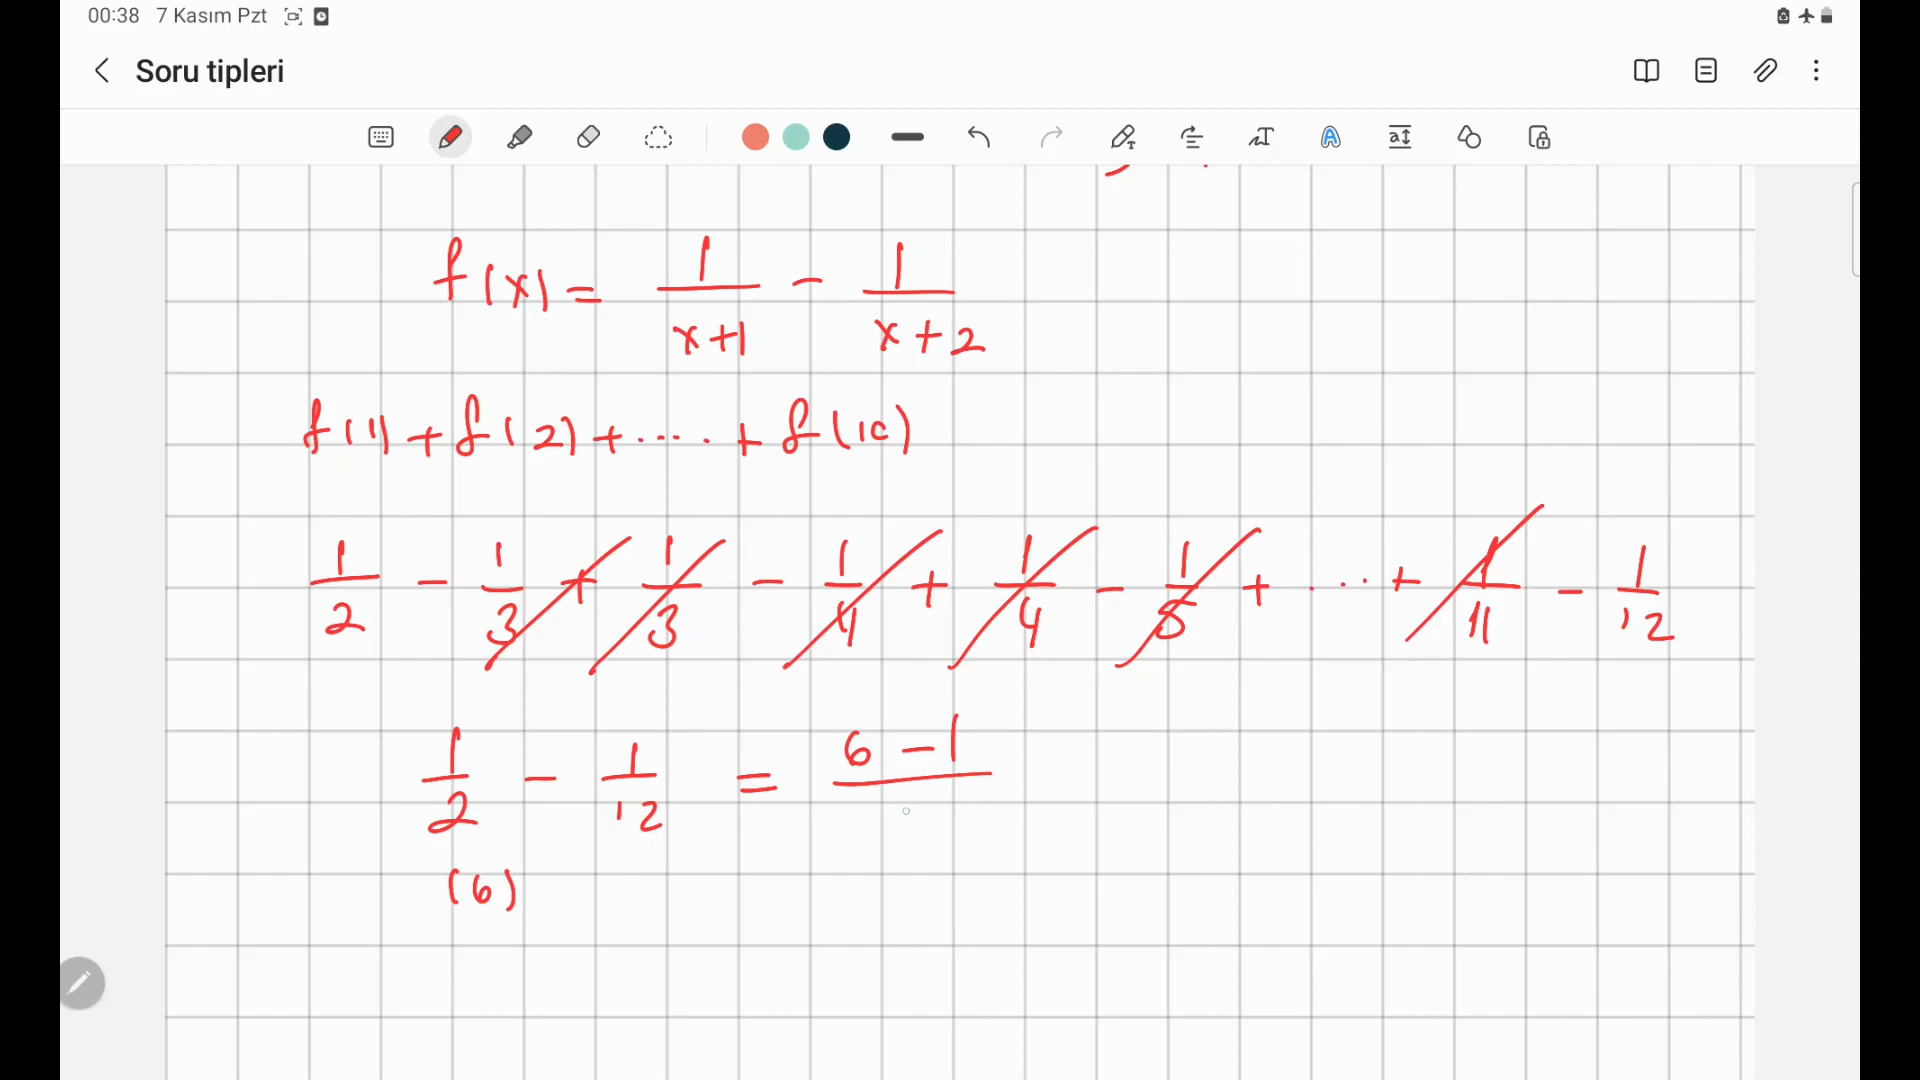 00:38 7 Kasım Pzt
Soru tipleri
f(x) = 1/(x+1) - 1/(x+2)
f(1) + f(2) + ..... + f(10)
1/2 - 1/3 + 1/3 - 1/4 + 1/4 - 1/5 + .... + 1/11 - 1/12
1/2 - 1/12 = 6 - 1
(6)